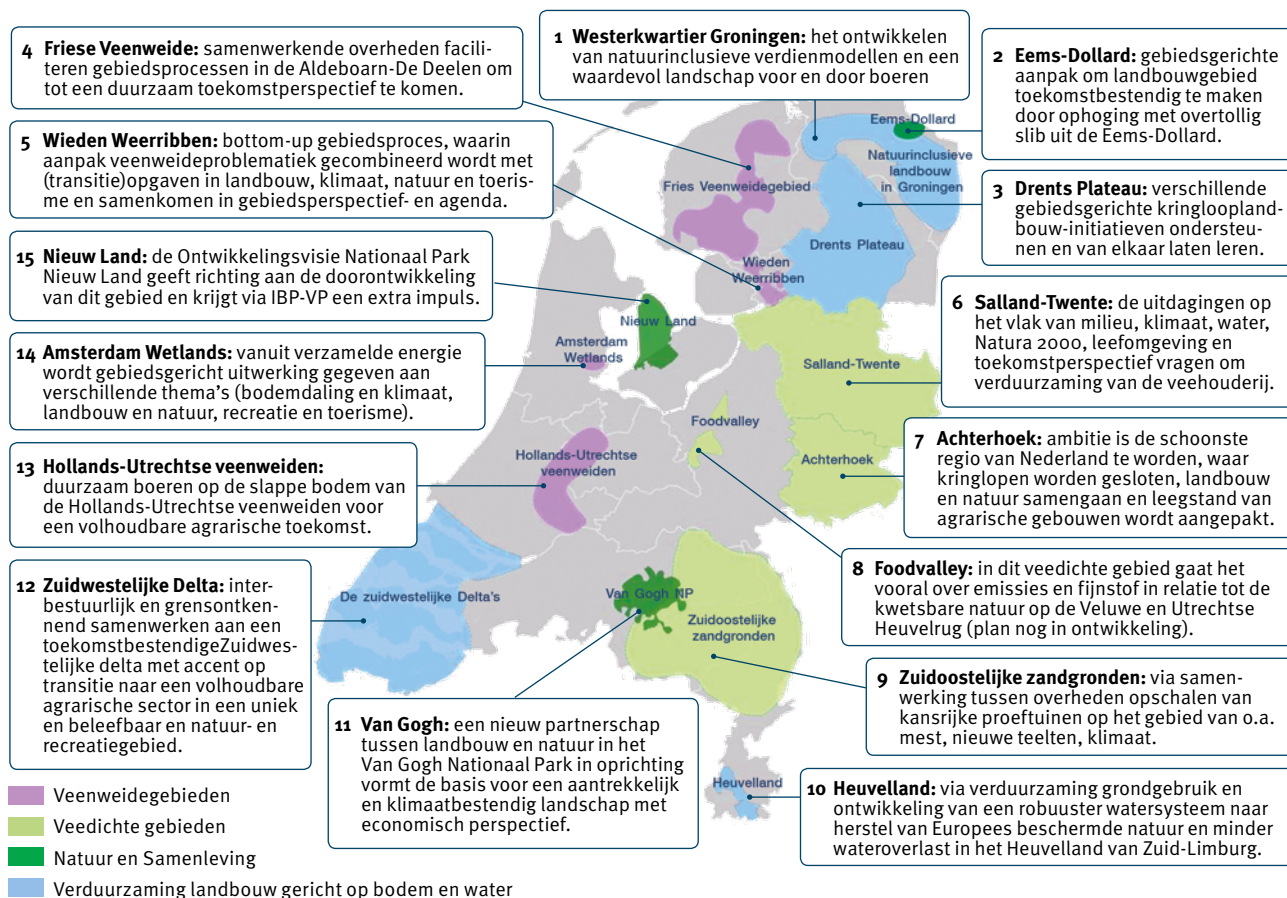 4 Friese Veenweide: samenwerkende overheden facili-
teren gebiedsprocessen in de Aldeboarn-De Deelen om
tot een duurzaam toekomstperspectief te komen.
1 Westerkwartier Groningen: het ontwikkelen
van natuurinclusieve verdienmodellen en een
waardevol landschap voor en door boeren
2 Eems-Dollard: gebiedsgerichte
aanpak om landbouwgebied
toekomstbestendig te maken
door ophoging met overtollig
slib uit de Eems-Dollard.
5 Wieden Weerribben: bottom-up gebiedsproces, waarin
aanpak veenweideproblematiek gecombineerd wordt met
(transitie)opgaven in landbouw, klimaat, natuur en toeris-
me en samenkomen in gebiedsperspectief- en agenda.
3 Drents Plateau: verschillende
gebiedsgerichte kringloopland-
bouw-initiatieven ondersteu-
nen en van elkaar laten leren.
15 Nieuw Land: de Ontwikkelingsvisie Nationaal Park
Nieuw Land geeft richting aan de doorontwikkeling
van dit gebied en krijgt via IBP-VP een extra impuls.
6 Salland-Twente: de uitdagingen op
het vlak van milieu, klimaat, water,
Natura 2000, leefomgeving en
toekomstperspectief vragen om
verduurzaming van de veehouderij.
14 Amsterdam Wetlands: vanuit verzamelde energie
wordt gebiedsgericht uitwerking gegeven aan
verschillende thema's (bodemdaling en klimaat,
landbouw en natuur, recreatie en toerisme).
7 Achterhoek: ambitie is de schoonste
regio van Nederland te worden, waar
kringlopen worden gesloten, landbouw
en natuur samengaan en leegstand van
agrarische gebouwen wordt aangepakt.
13 Hollands-Utrechtse veenweiden:
duurzaam boeren op de slappe bodem van
de Hollands-Utrechtse veenweiden voor
een volhoudbare agrarische toekomst.
8 Foodvalley: in dit veedichte gebied gaat het
vooral over emissies en fijnstof in relatie tot de
kwetsbare natuur op de Veluwe en Utrechtse
Heuvelrug (plan nog in ontwikkeling).
12 Zuidwestelijke Delta: inter-
bestuurlijk en grensontken-
nend samenwerken aan een
toekomstbestendigeZuidwes-
telijke delta met accent op
transitie naar een volhoudbare
agrarische sector in een uniek
en beleefbaar en natuur- en
recreatiegebied.
9 Zuidoostelijke zandgronden: via samen-
werking tussen overheden opschalen van
kansrijke proeftuinen op het gebied van o.a.
mest, nieuwe teelten, klimaat.
11 Van Gogh: een nieuw partnerschap
tussen landbouw en natuur in het
Van Gogh Nationaal Park in oprichting
vormt de basis voor een aantrekkelijk
en klimaatbestendig landschap met
economisch perspectief.
10 Heuvelland: via verduurzaming grondgebruik en
ontwikkeling van een robuuster watersysteem naar
herstel van Europees beschermde natuur en minder
wateroverlast in het Heuvelland van Zuid-Limburg.
Eems-Dollard
Natuurinclusieve
landbouw
in Groningen
Fries Veenweidegebied
Drents Plateau
Wieden
Weerribben
Nieuw Land
Amsterdam
Wetlands
Salland-Twente
Foodvalley
Achterhoek
Hollands-Utrechtse
veenweiden
De zuidwestelijke Delta's
Van Gogh NP
Zuidoostelijke
zandgronden
Heuvelland
Veenweidegebieden
Veedichte gebieden
Natuur en Samenleving
Verduurzaming landbouw gericht op bodem en water